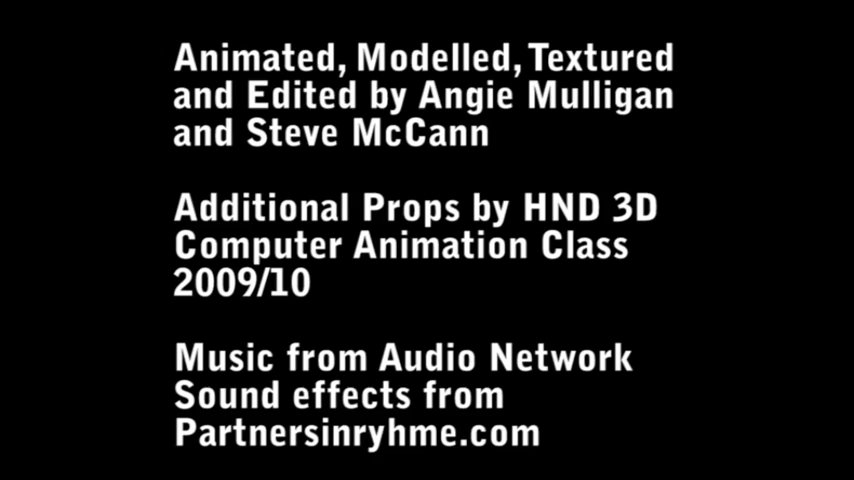 Animated, Modelled, Textured
and Edited by Angie Mulligan
and Steve McCann
Additional Props by HND 3D
Computer Animation Class
2009/10
Music from Audio Network
Sound effects from
Partnersinryhme.com